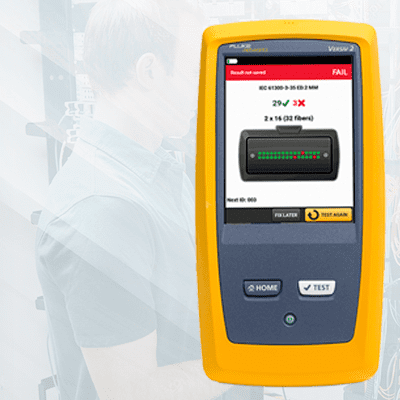 FLUKE
networks
VERSIV 2
Result not saved
FAIL
IEC 61300-3-35 ED.2 MM
29✓ 3✗
2 x 16 (32 fibers)
Next ID: 003
FIX LATER
TEST AGAIN
HOME
TEST